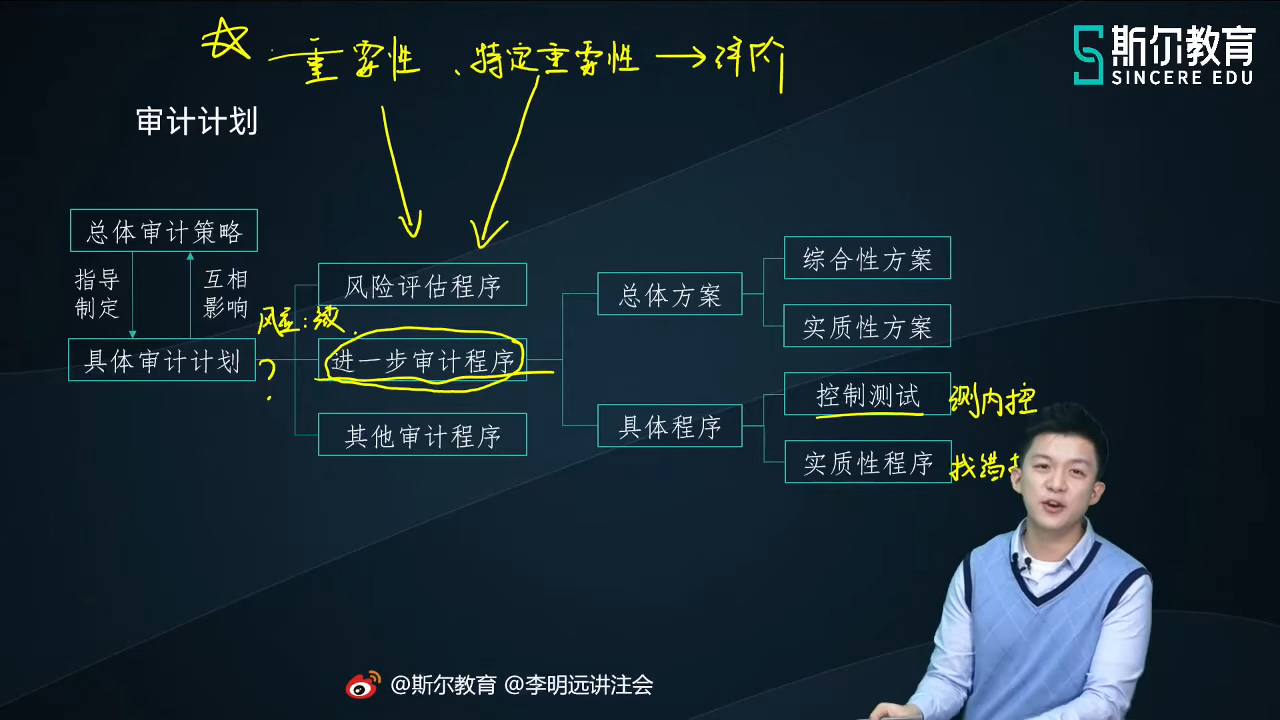 重要性、特定重要性→评价
斯尔教育
SINCERE EDU
审计计划
总体审计策略
指导
制定
互相
影响
具体审计计划
风险评估程序
进一步审计程序
?
其他审计程序
总体方案
具体程序
综合性方案
实质性方案
控制测试
测内控
实质性程序
找错
@斯尔教育 @李明远讲注会